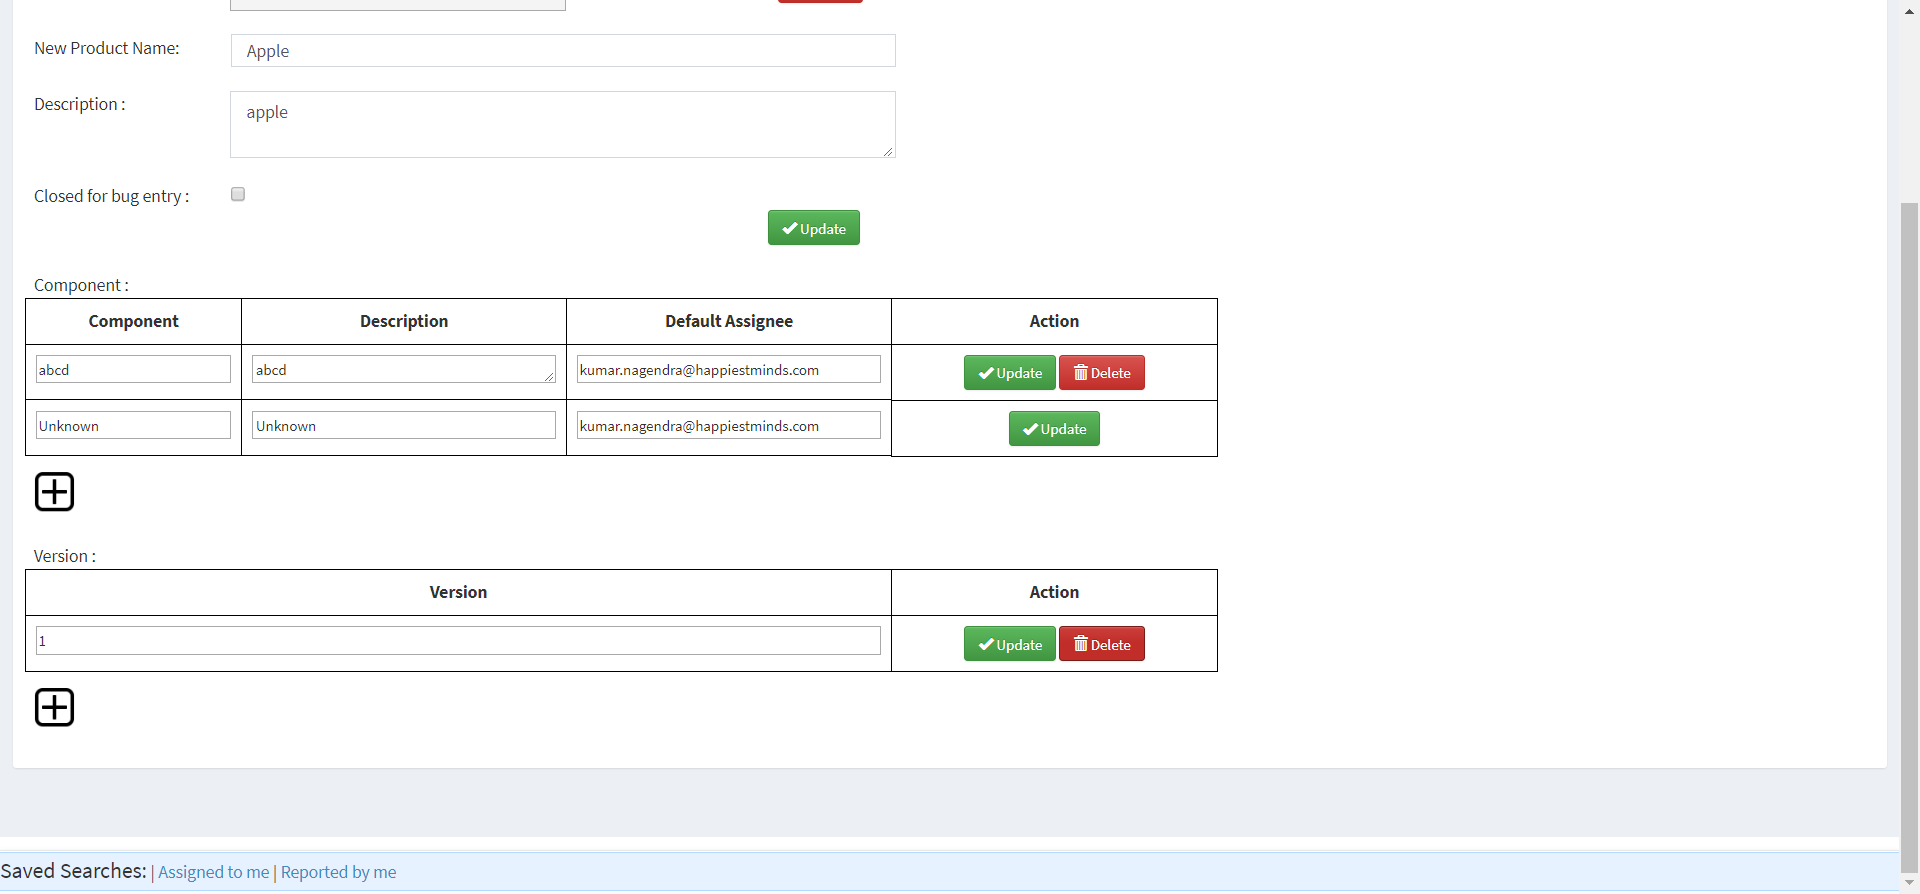 New Product Name:
Apple
Description :
apple
Closed for bug entry :
Update
Component :
Component Description Default Assignee Action
abcd abcd kumar.nagendra@happiestminds.com Update Delete
Unknown Unknown kumar.nagendra@happiestminds.com Update
Version :
Version Action
1 Update Delete
Saved Searches: | Assigned to me | Reported by me